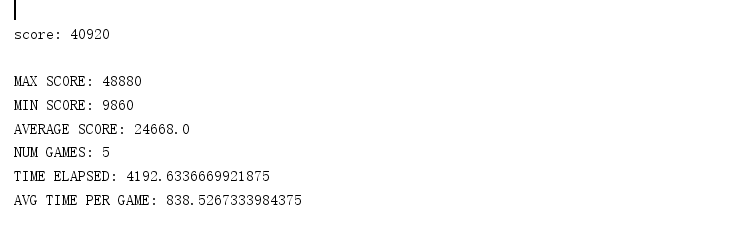 score: 40920
MAX SCORE: 48880
MIN SCORE: 9860
AVERAGE SCORE: 24668.0
NUM GAMES: 5
TIME ELAPSED: 4192.6336669921875
AVG TIME PER GAME: 838.5267333984375